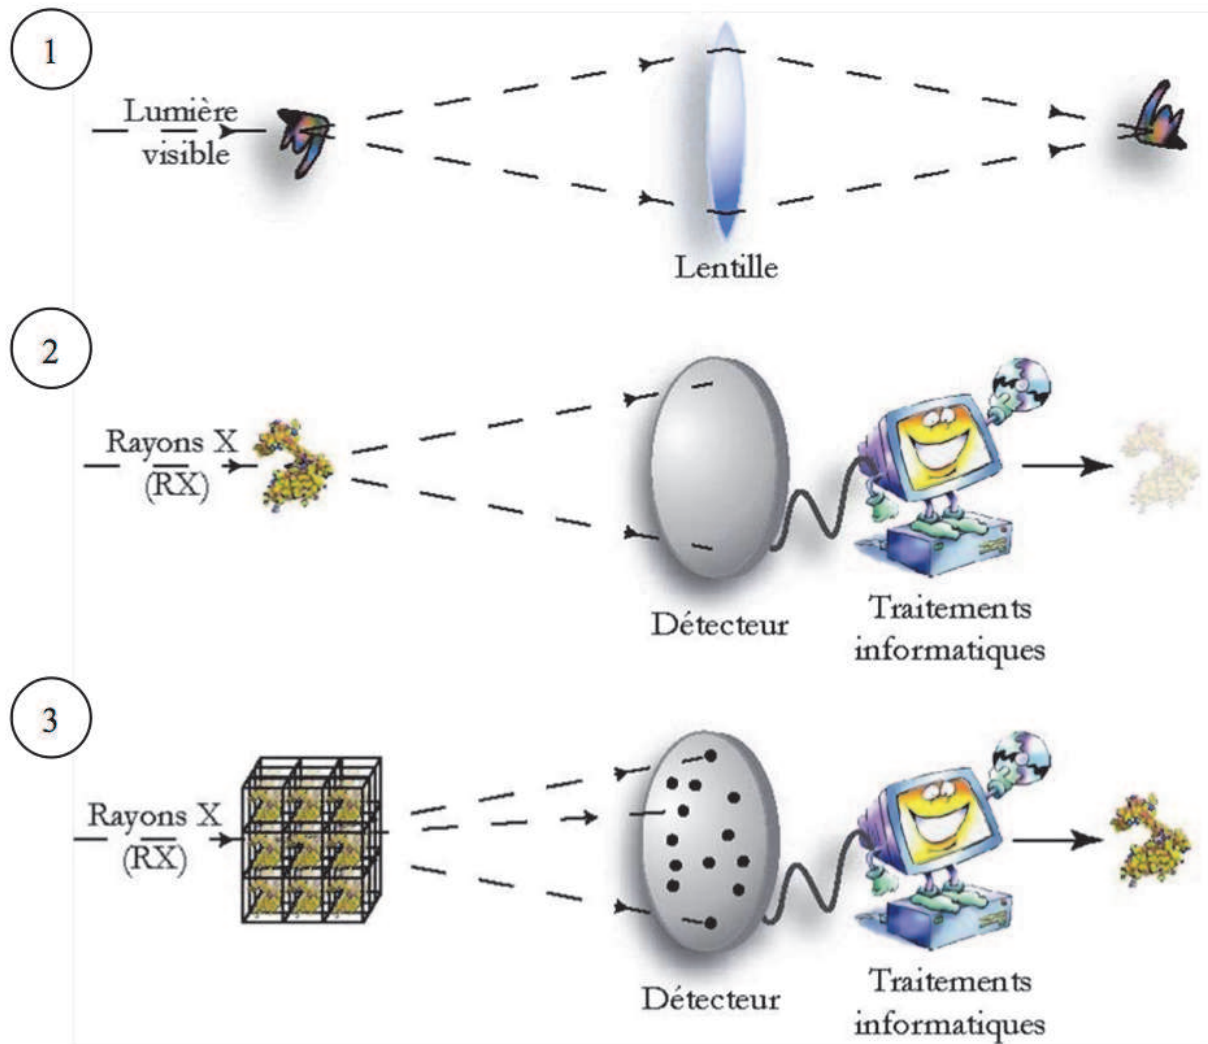 1
Lumière
visible
Lentille
2
Rayons X
(RX)
Détecteur
Traitements
informatiques
3
Rayons X
(RX)
Détecteur
Traitements
informatiques